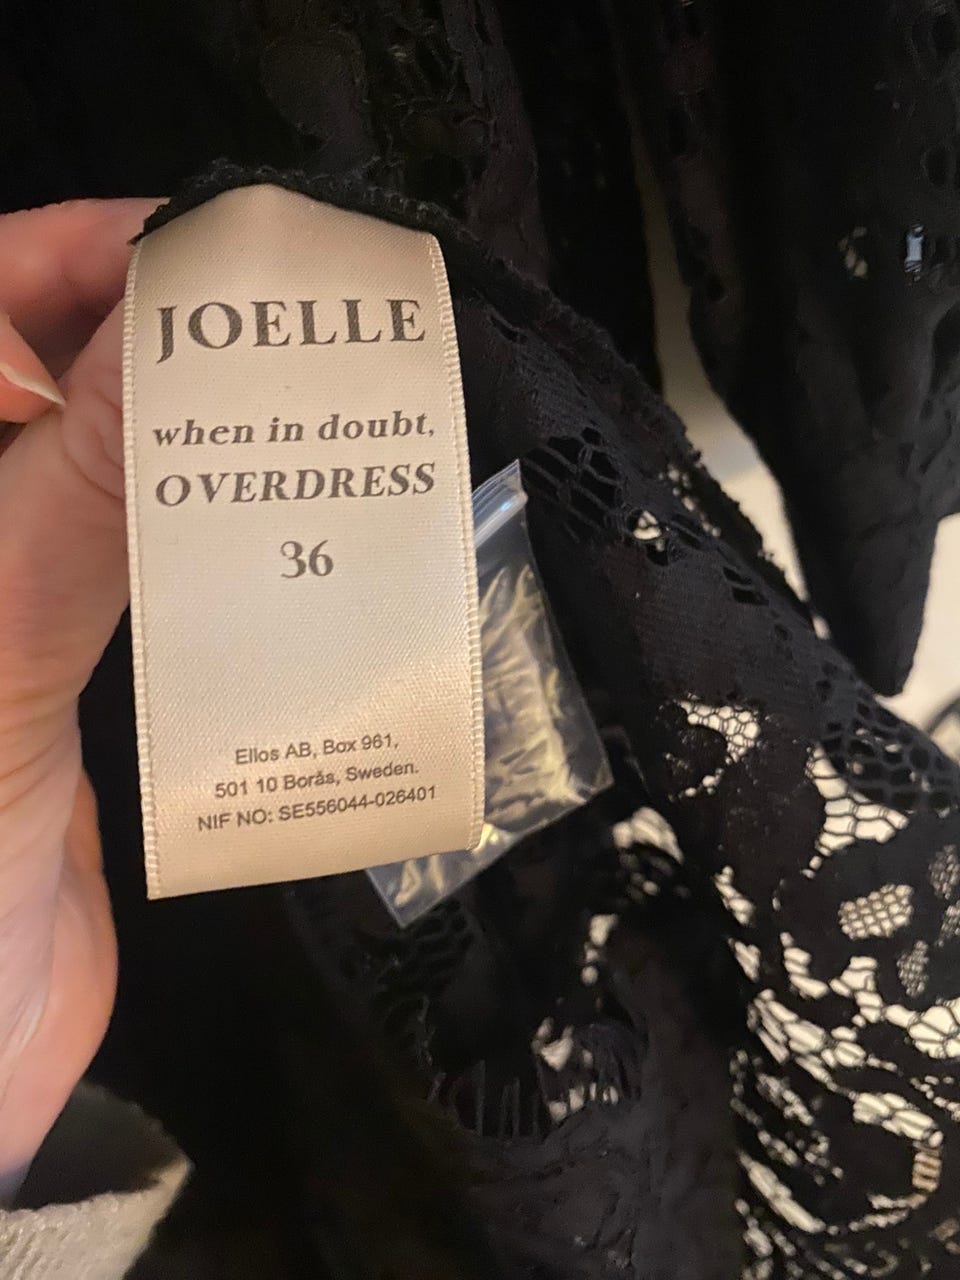 JOELLE
when in doubt,
OVERDRESS
36
Ellos AB, Box 961,
501 10 Borås, Sweden.
NIF NO: SE556044-026401